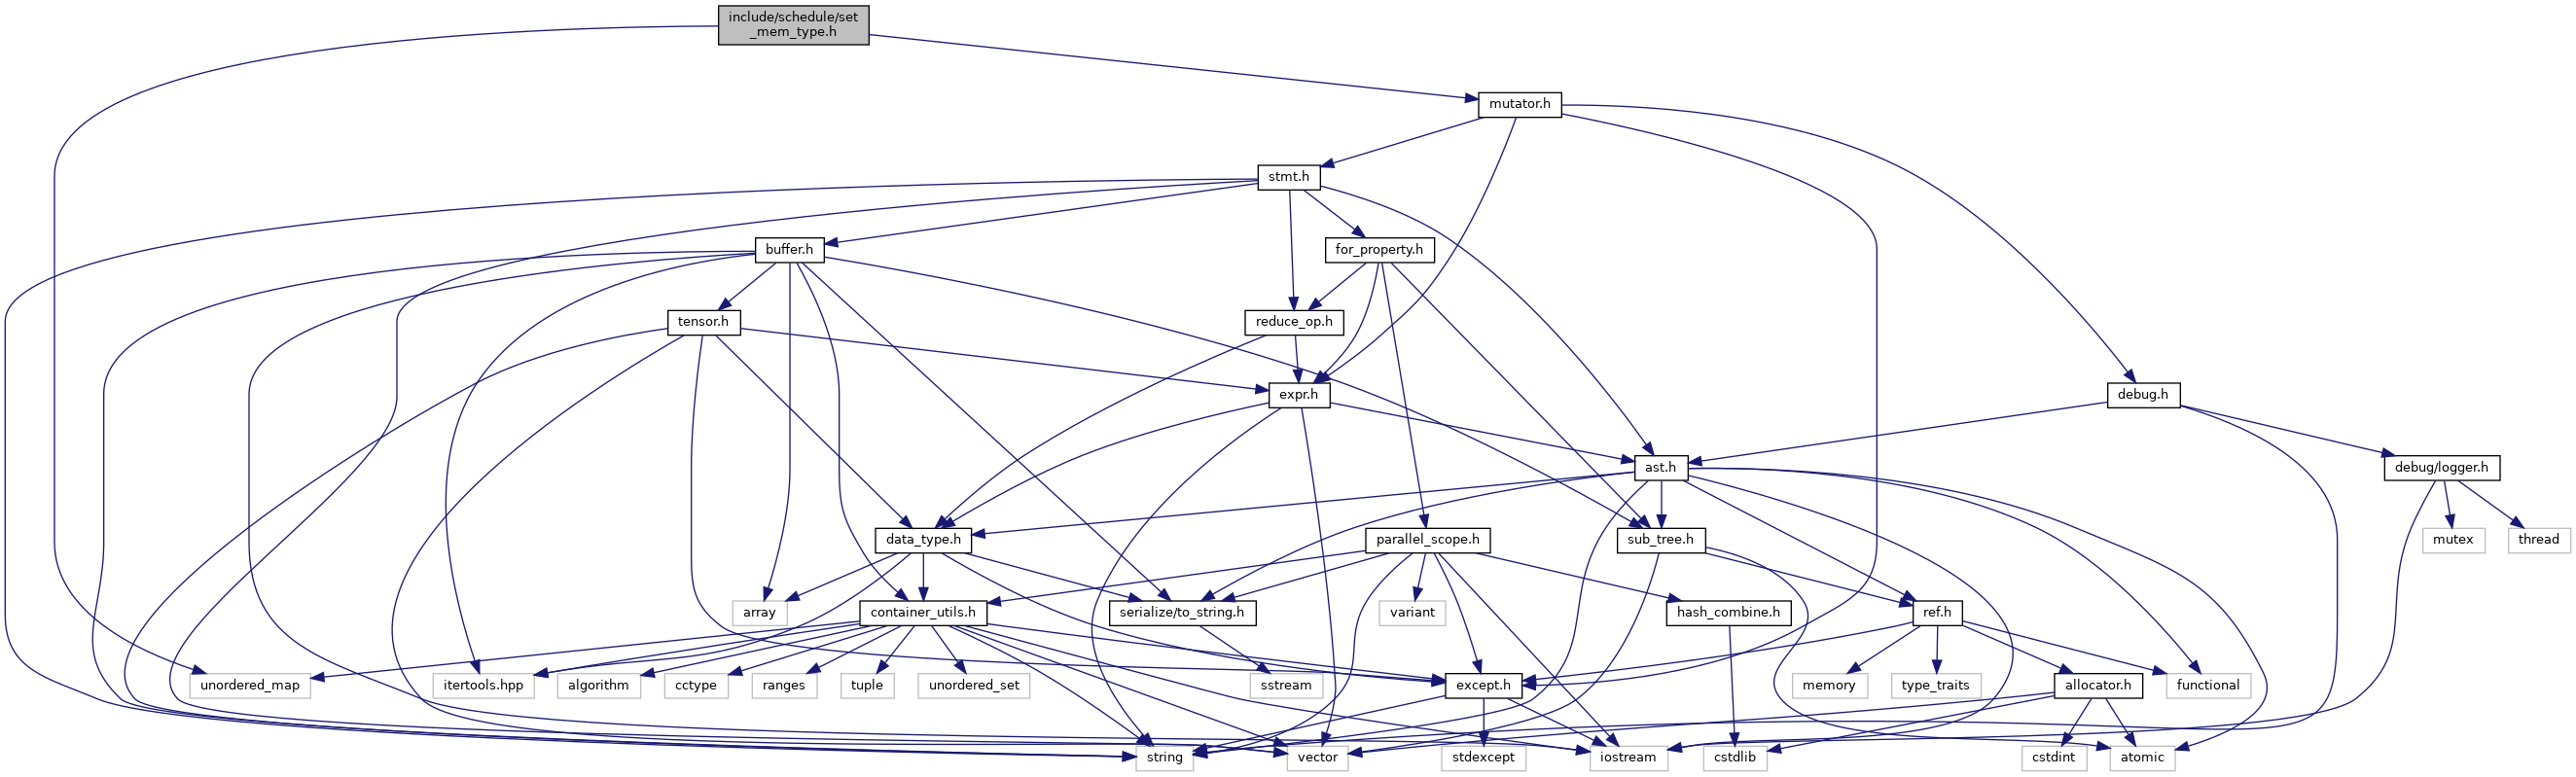 include/schedule/set
_mem_type.h
mutator.h
stmt.h
buffer.h
for_property.h
tensor.h
reduce_op.h
expr.h
debug.h
ast.h
debug/logger.h
data_type.h
parallel_scope.h
sub_tree.h
mutex
thread
array
container_utils.h
serialize/to_string.h
variant
hash_combine.h
ref.h
unordered_map
itertools.hpp
algorithm
cctype
ranges
tuple
unordered_set
sstream
except.h
memory
type_traits
allocator.h
functional
string
vector
stdexcept
iostream
cstdlib
cstdint
atomic